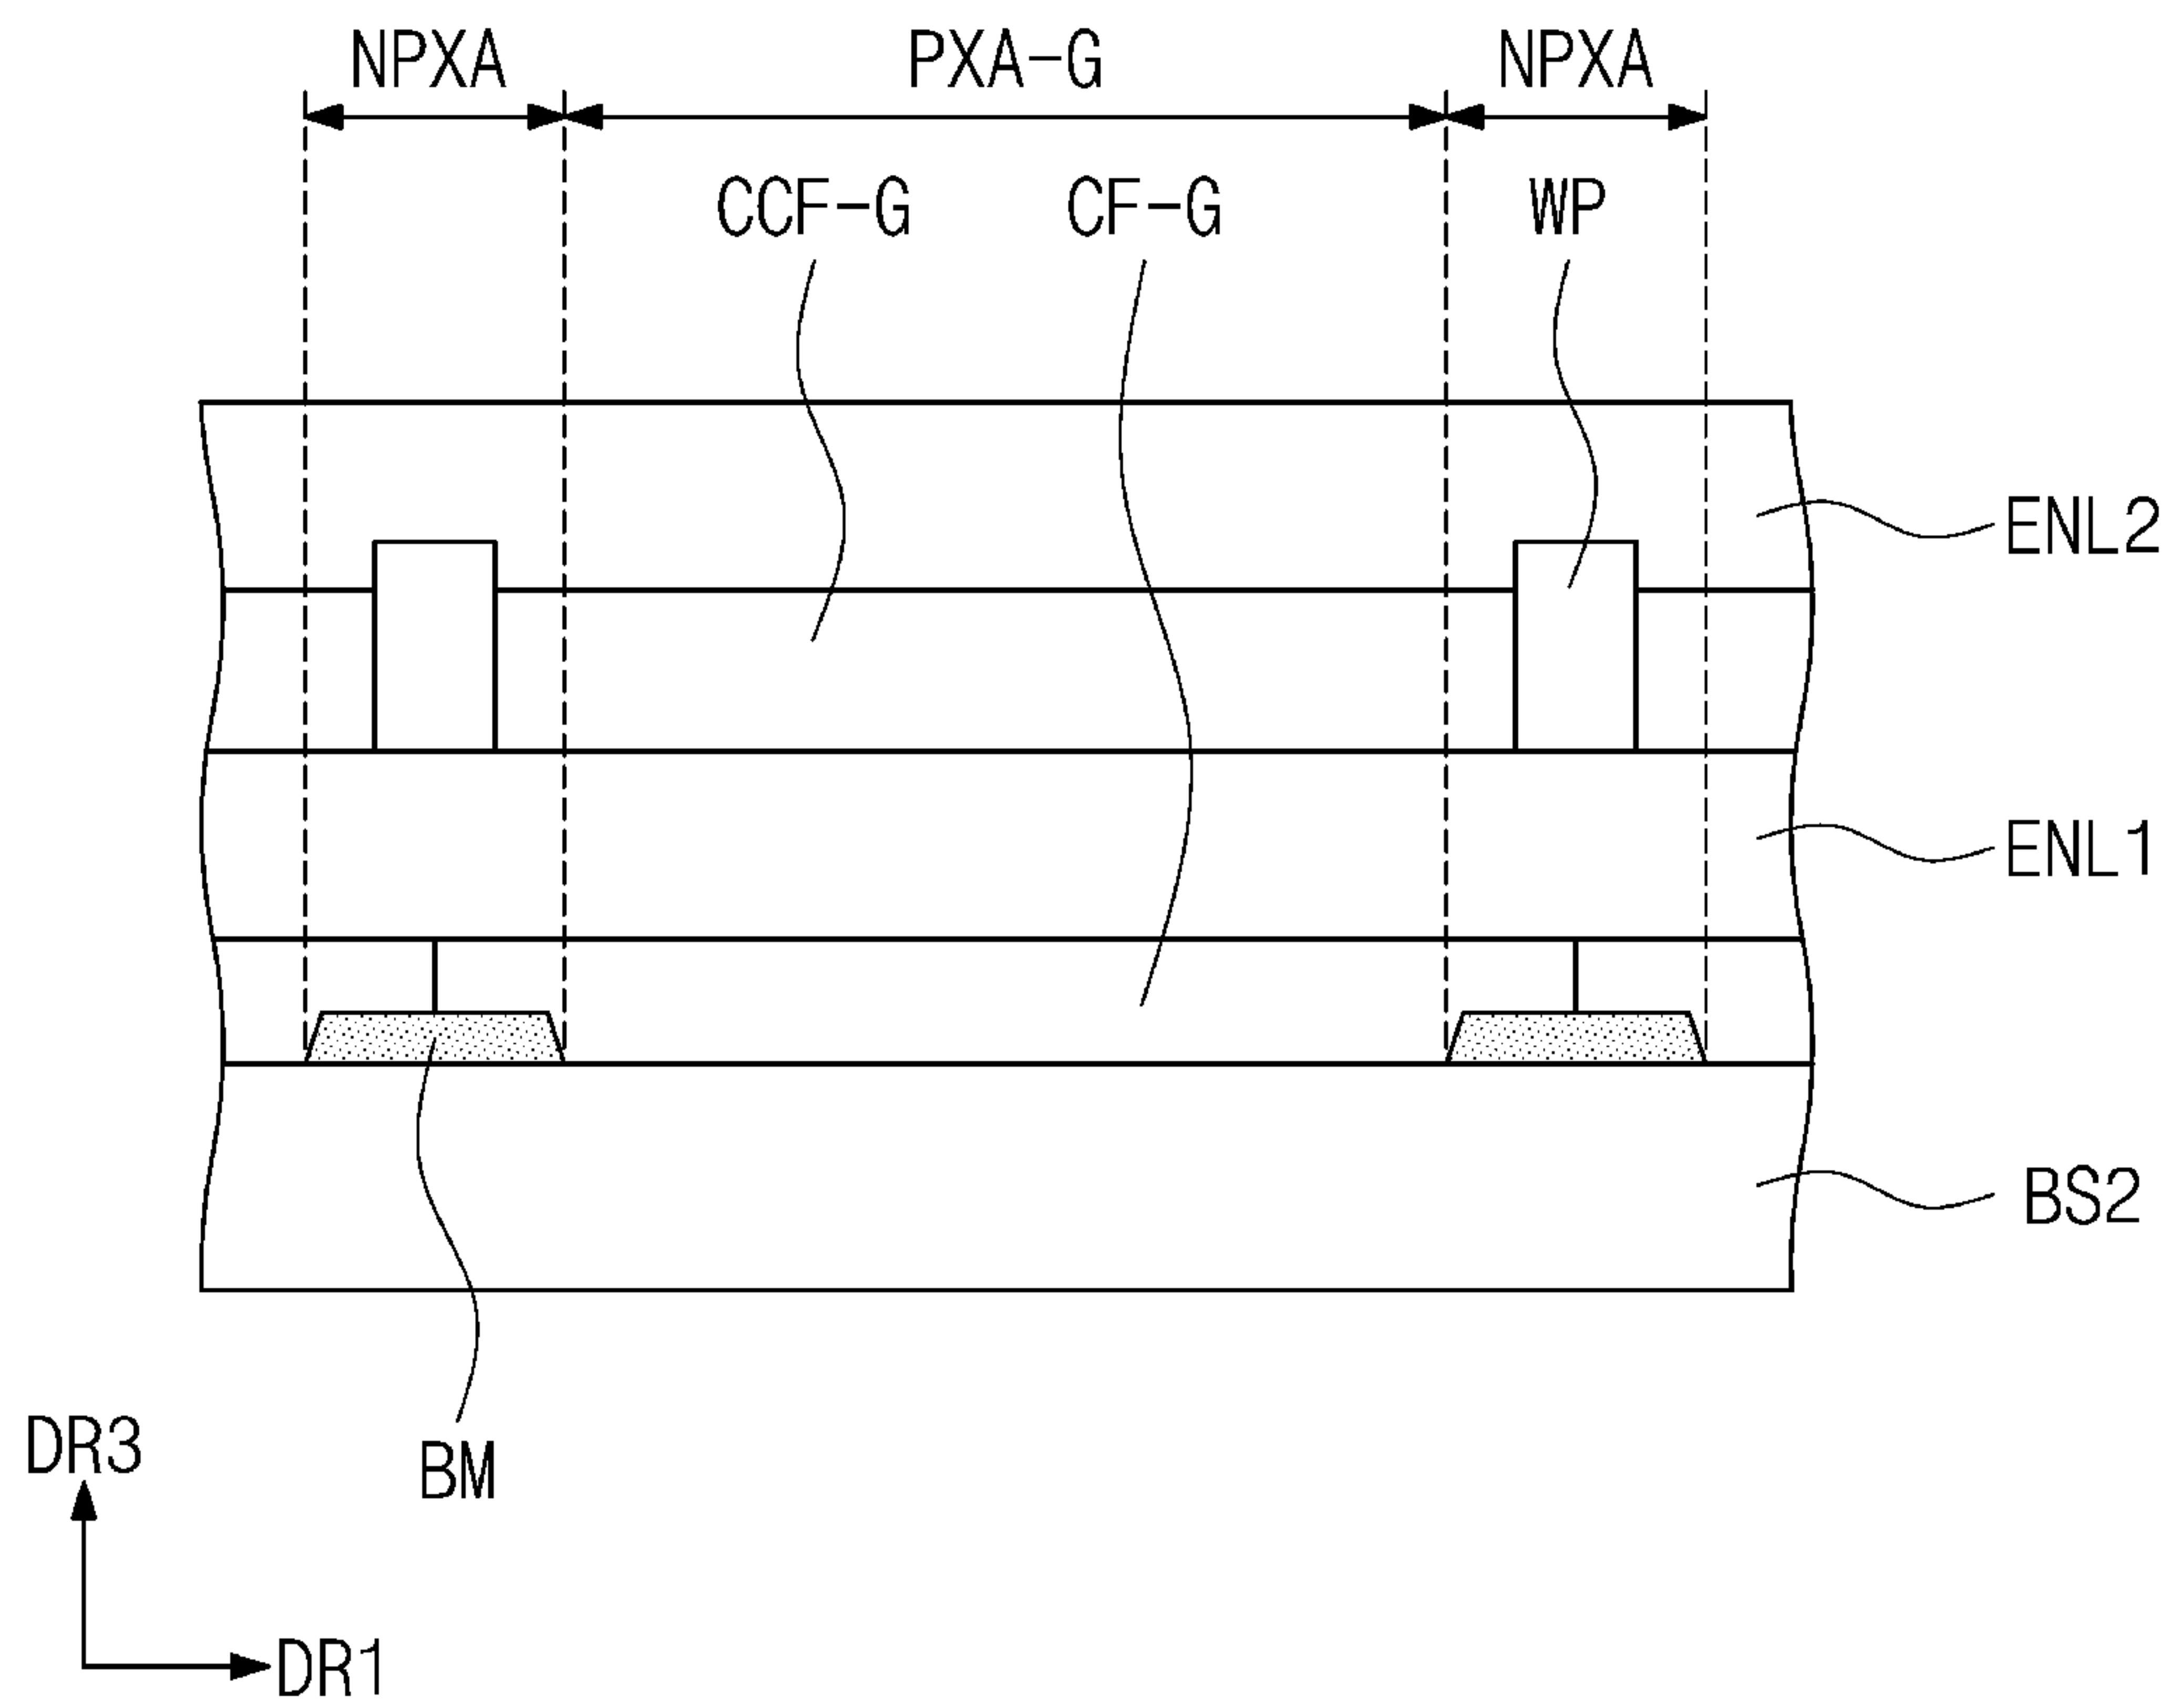 NPXA PXA-G NPXA
CCF-G CF-G WP
ENL2
ENL1
BS2
DR3
BM
DR1